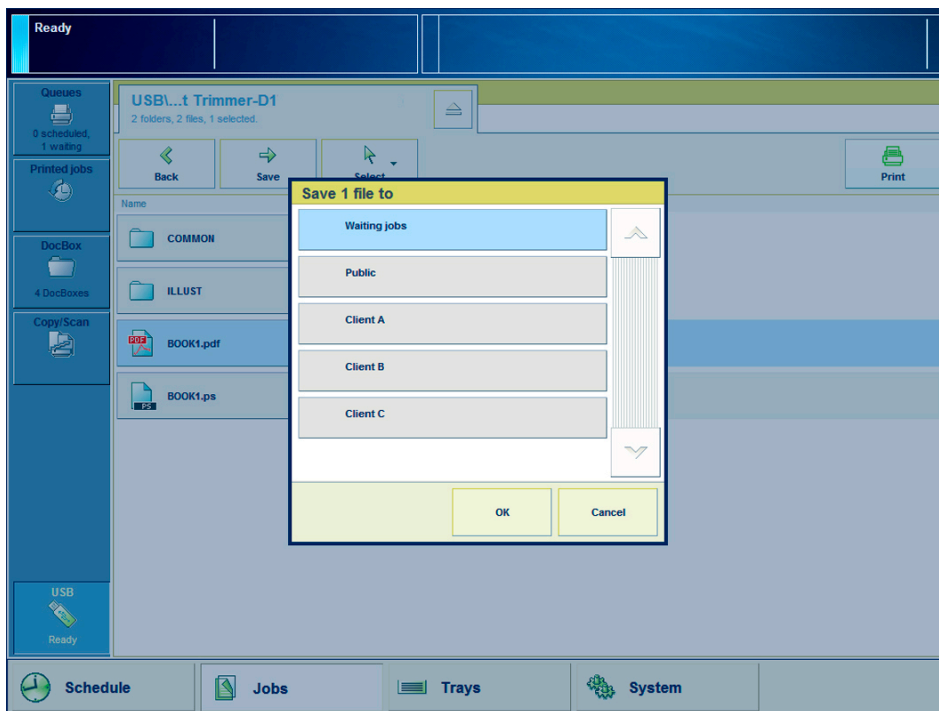 Ready
Queues
0 scheduled,
1 waiting
Printed jobs
DocBox
4 DocBoxes
Copy/Scan
USB
Ready
USB\...t Trimmer-D1
2 folders, 2 files, 1 selected.
Back
Save
Select
Print
Name
COMMON
ILLUST
PDF
BOOK1.pdf
PS
BOOK1.ps
Save 1 file to
Waiting jobs
Public
Client A
Client B
Client C
OK
Cancel
Schedule
Jobs
Trays
System